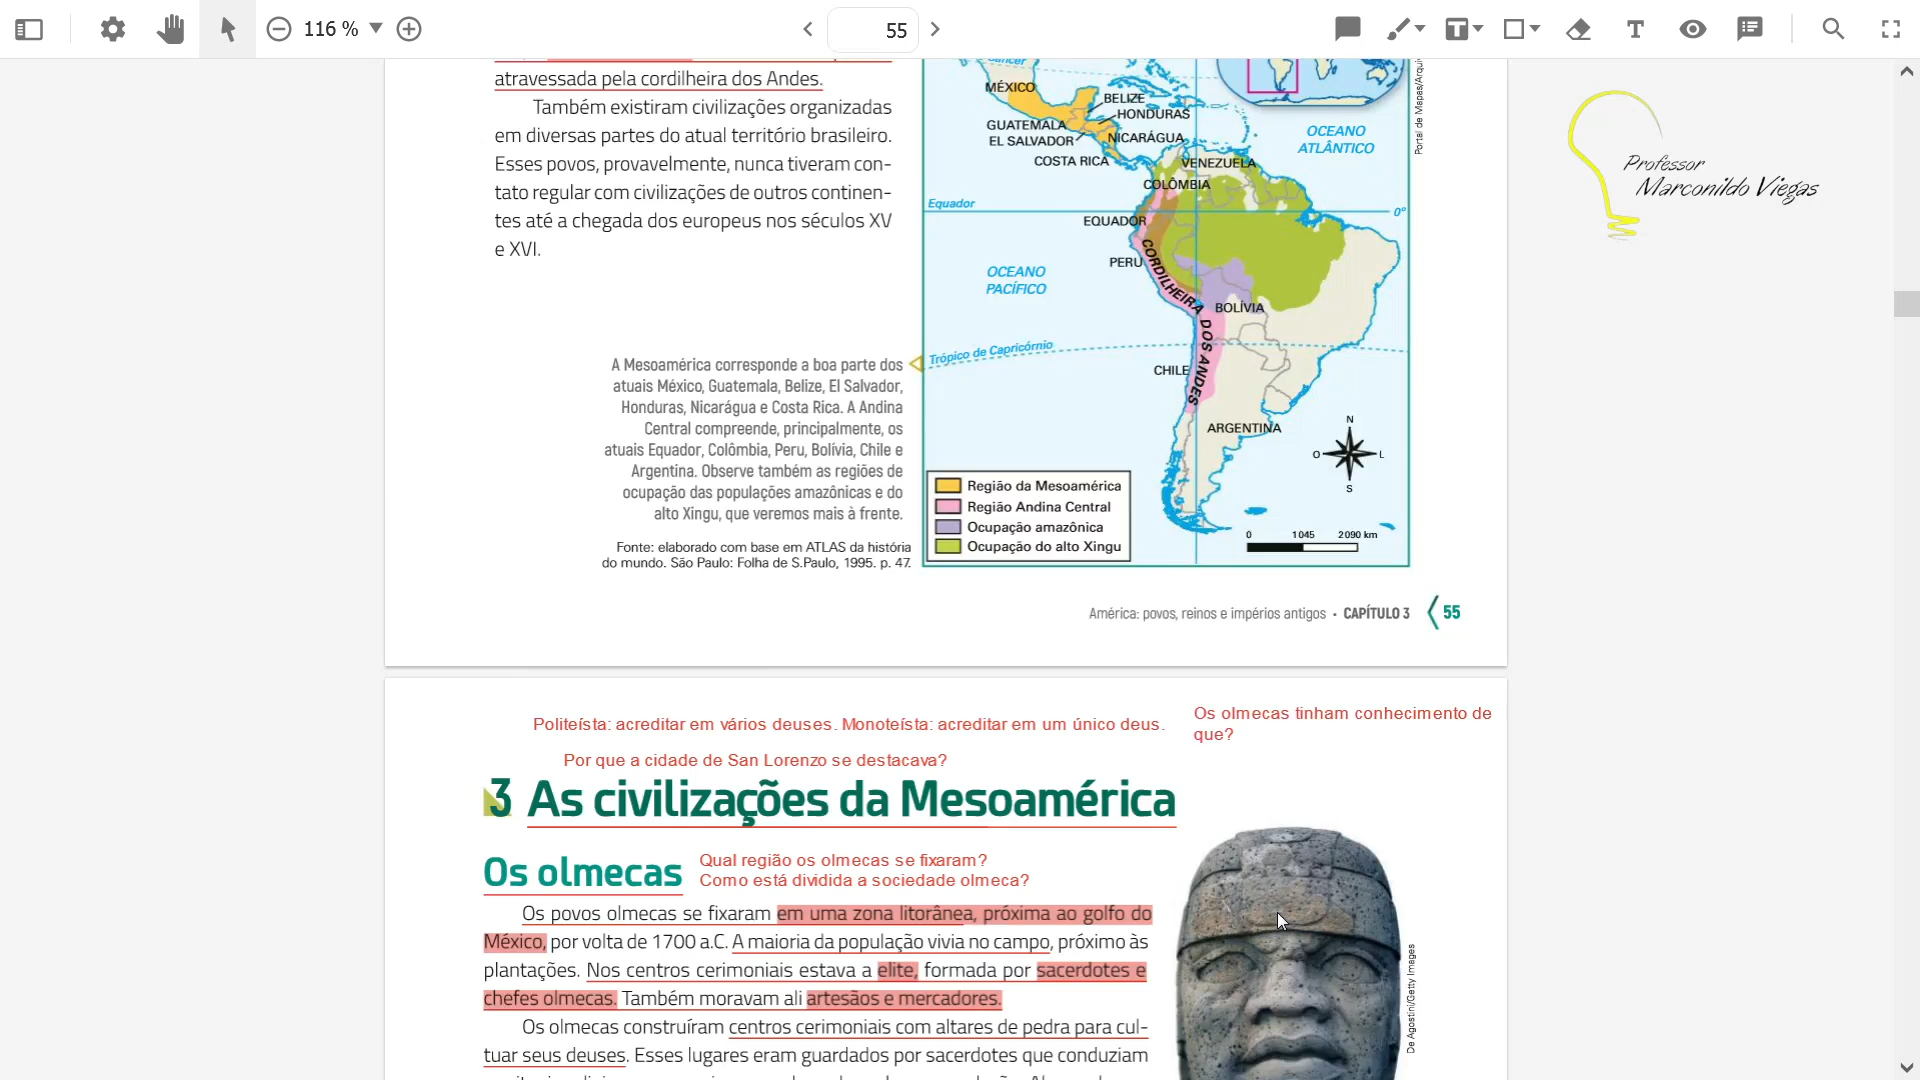 116 %
55
atravessada pela cordilheira dos Andes.
Também existiram civilizações organizadas
em diversas partes do atual território brasileiro.
Esses povos, provavelmente, nunca tiveram con-
tato regular com civilizações de outros continen-
tes até a chegada dos europeus nos séculos XV
e XVI.
A Mesoamérica corresponde a boa parte dos
atuais México, Guatemala, Belize, El Salvador,
Honduras, Nicarágua e Costa Rica. A Andina
Central compreende, principalmente, os
atuais Equador, Colômbia, Peru, Bolívia, Chile e
Argentina. Observe também as regiões de
ocupação das populações amazônicas e do
alto Xingu, que veremos mais à frente.
Fonte: elaborado com base em ATLAS da história
do mundo. São Paulo: Folha de S.Paulo, 1995. p. 47.
MÉXICO
BELIZE
HONDURAS
GUATEMALA
EL SALVADOR
NICARÁGUA
COSTA RICA
VENEZUELA
COLÔMBIA
OCEANO
ATLÂNTICO
Equador
0°
EQUADOR
PERU
OCEANO
PACÍFICO
CORDILHEIRA DOS ANDES
BOLÍVIA
Trópico de Capricórnio
CHILE
ARGENTINA
N
O
L
S
Região da Mesoamérica
Região Andina Central
Ocupação amazônica
Ocupação do alto Xingu
0 1045 2090 km
Professor
Marconildo Viegas
América: povos, reinos e impérios antigos • CAPÍTULO 3 55
Politeísta: acreditar em vários deuses. Monoteísta: acreditar em um único deus.
Os olmecas tinham conhecimento de
que?
Por que a cidade de San Lorenzo se destacava?
3 As civilizações da Mesoamérica
Os olmecas
Qual região os olmecas se fixaram?
Como está dividida a sociedade olmeca?
Os povos olmecas se fixaram em uma zona litorânea, próxima ao golfo do
México, por volta de 1700 a.C. A maioria da população vivia no campo, próximo às
plantações. Nos centros cerimoniais estava a elite, formada por sacerdotes e
chefes olmecas. Também moravam ali artesãos e mercadores.
Os olmecas construíram centros cerimoniais com altares de pedra para cul-
tuar seus deuses. Esses lugares eram guardados por sacerdotes que conduziam
De Agostini/Getty Images